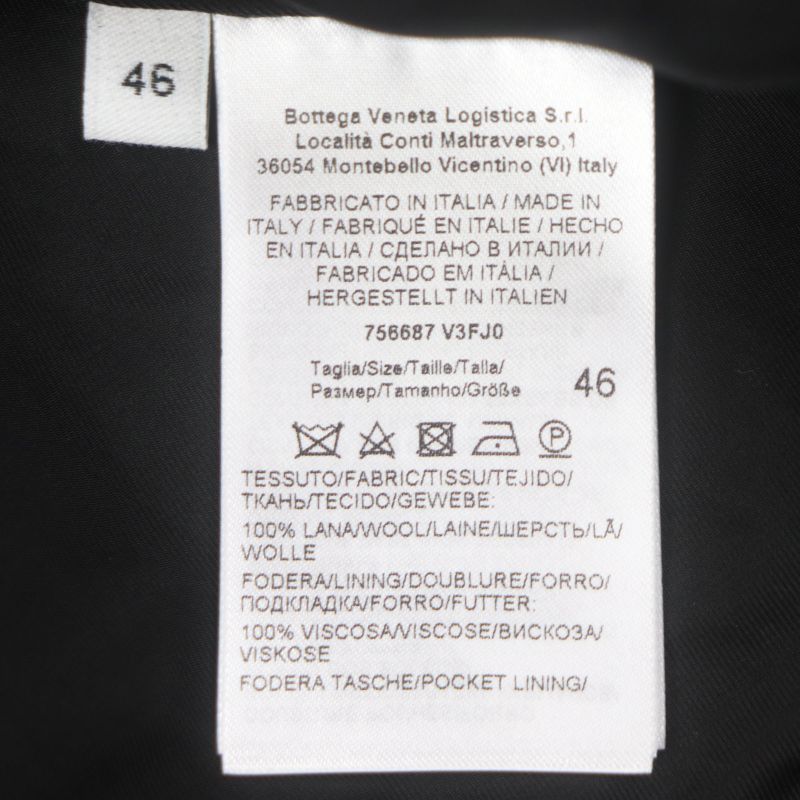 46
Bottega Veneta Logistica S.r.l.
Località Conti Maltraverso,1
36054 Montebello Vicentino (VI) Italy
FABBRICATO IN ITALIA / MADE IN
ITALY / FABRIQUÉ EN ITALIE / HECHO
EN ITALIA / СДЕЛАНО В ИТАЛИИ /
FABRICADO EM ITÁLIA /
HERGESTELLT IN ITALIEN
756687 V3FJ0
Taglia/Size/Taille/Talla/
Размер/Tamanho/Größe 46
P
TESSUTO/FABRIC/TISSU/TEJIDO/
ТКАНЬ/TECIDO/GEWEBE:
100% LANA/WOOL/LAINE/ШЕРСТЬ/LÃ/
WOLLE
FODERA/LINING/DOUBLURE/FORRO/
ПОДКЛАДКА/FORRO/FUTTER:
100% VISCOSA/VISCOSE/ВИСКОЗА/
VISKOSE
FODERA TASCHE/POCKET LINING/